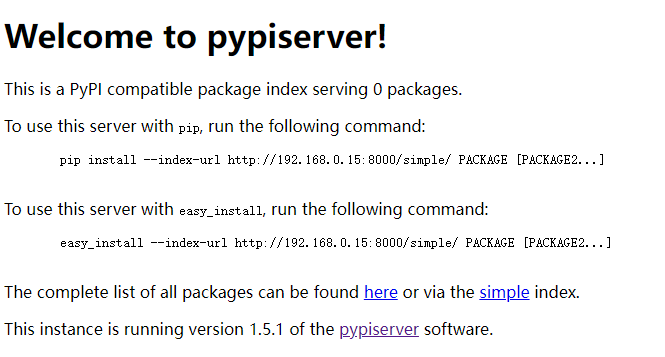 Welcome to pypiserver!
This is a PyPI compatible package index serving 0 packages.
To use this server with pip, run the following command:
pip install --index-url http://192.168.0.15:8000/simple/ PACKAGE [PACKAGE2...]
To use this server with easy_install, run the following command:
easy_install --index-url http://192.168.0.15:8000/simple/ PACKAGE [PACKAGE2...]
The complete list of all packages can be found here or via the simple index.
This instance is running version 1.5.1 of the pypiserver software.